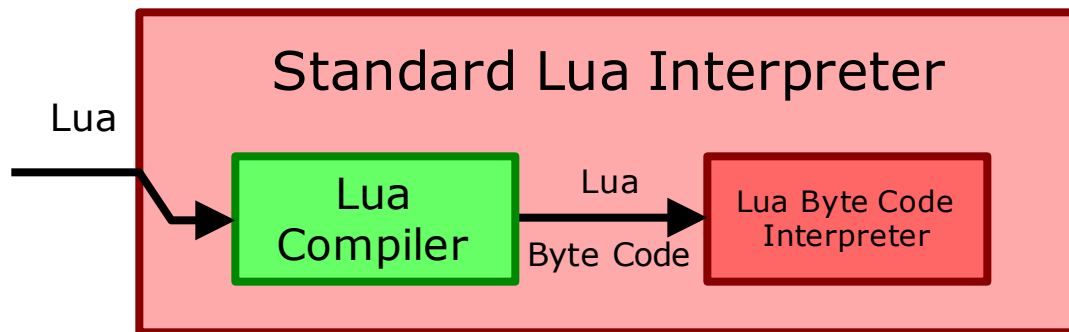 Standard Lua Interpreter
Lua
Lua
Compiler
Lua
Byte Code
Lua Byte Code
Interpreter